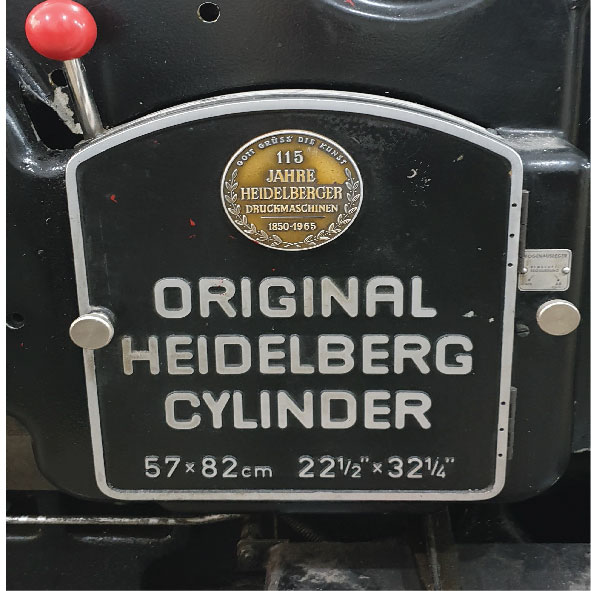 GOTT GRÜSS DIE KUNST
115
JAHRE
HEIDELBERGER
DRUCKMASCHINEN
1850-1965
ORIGINAL
HEIDELBERG
CYLINDER
57×82cm 22½"×32¼"